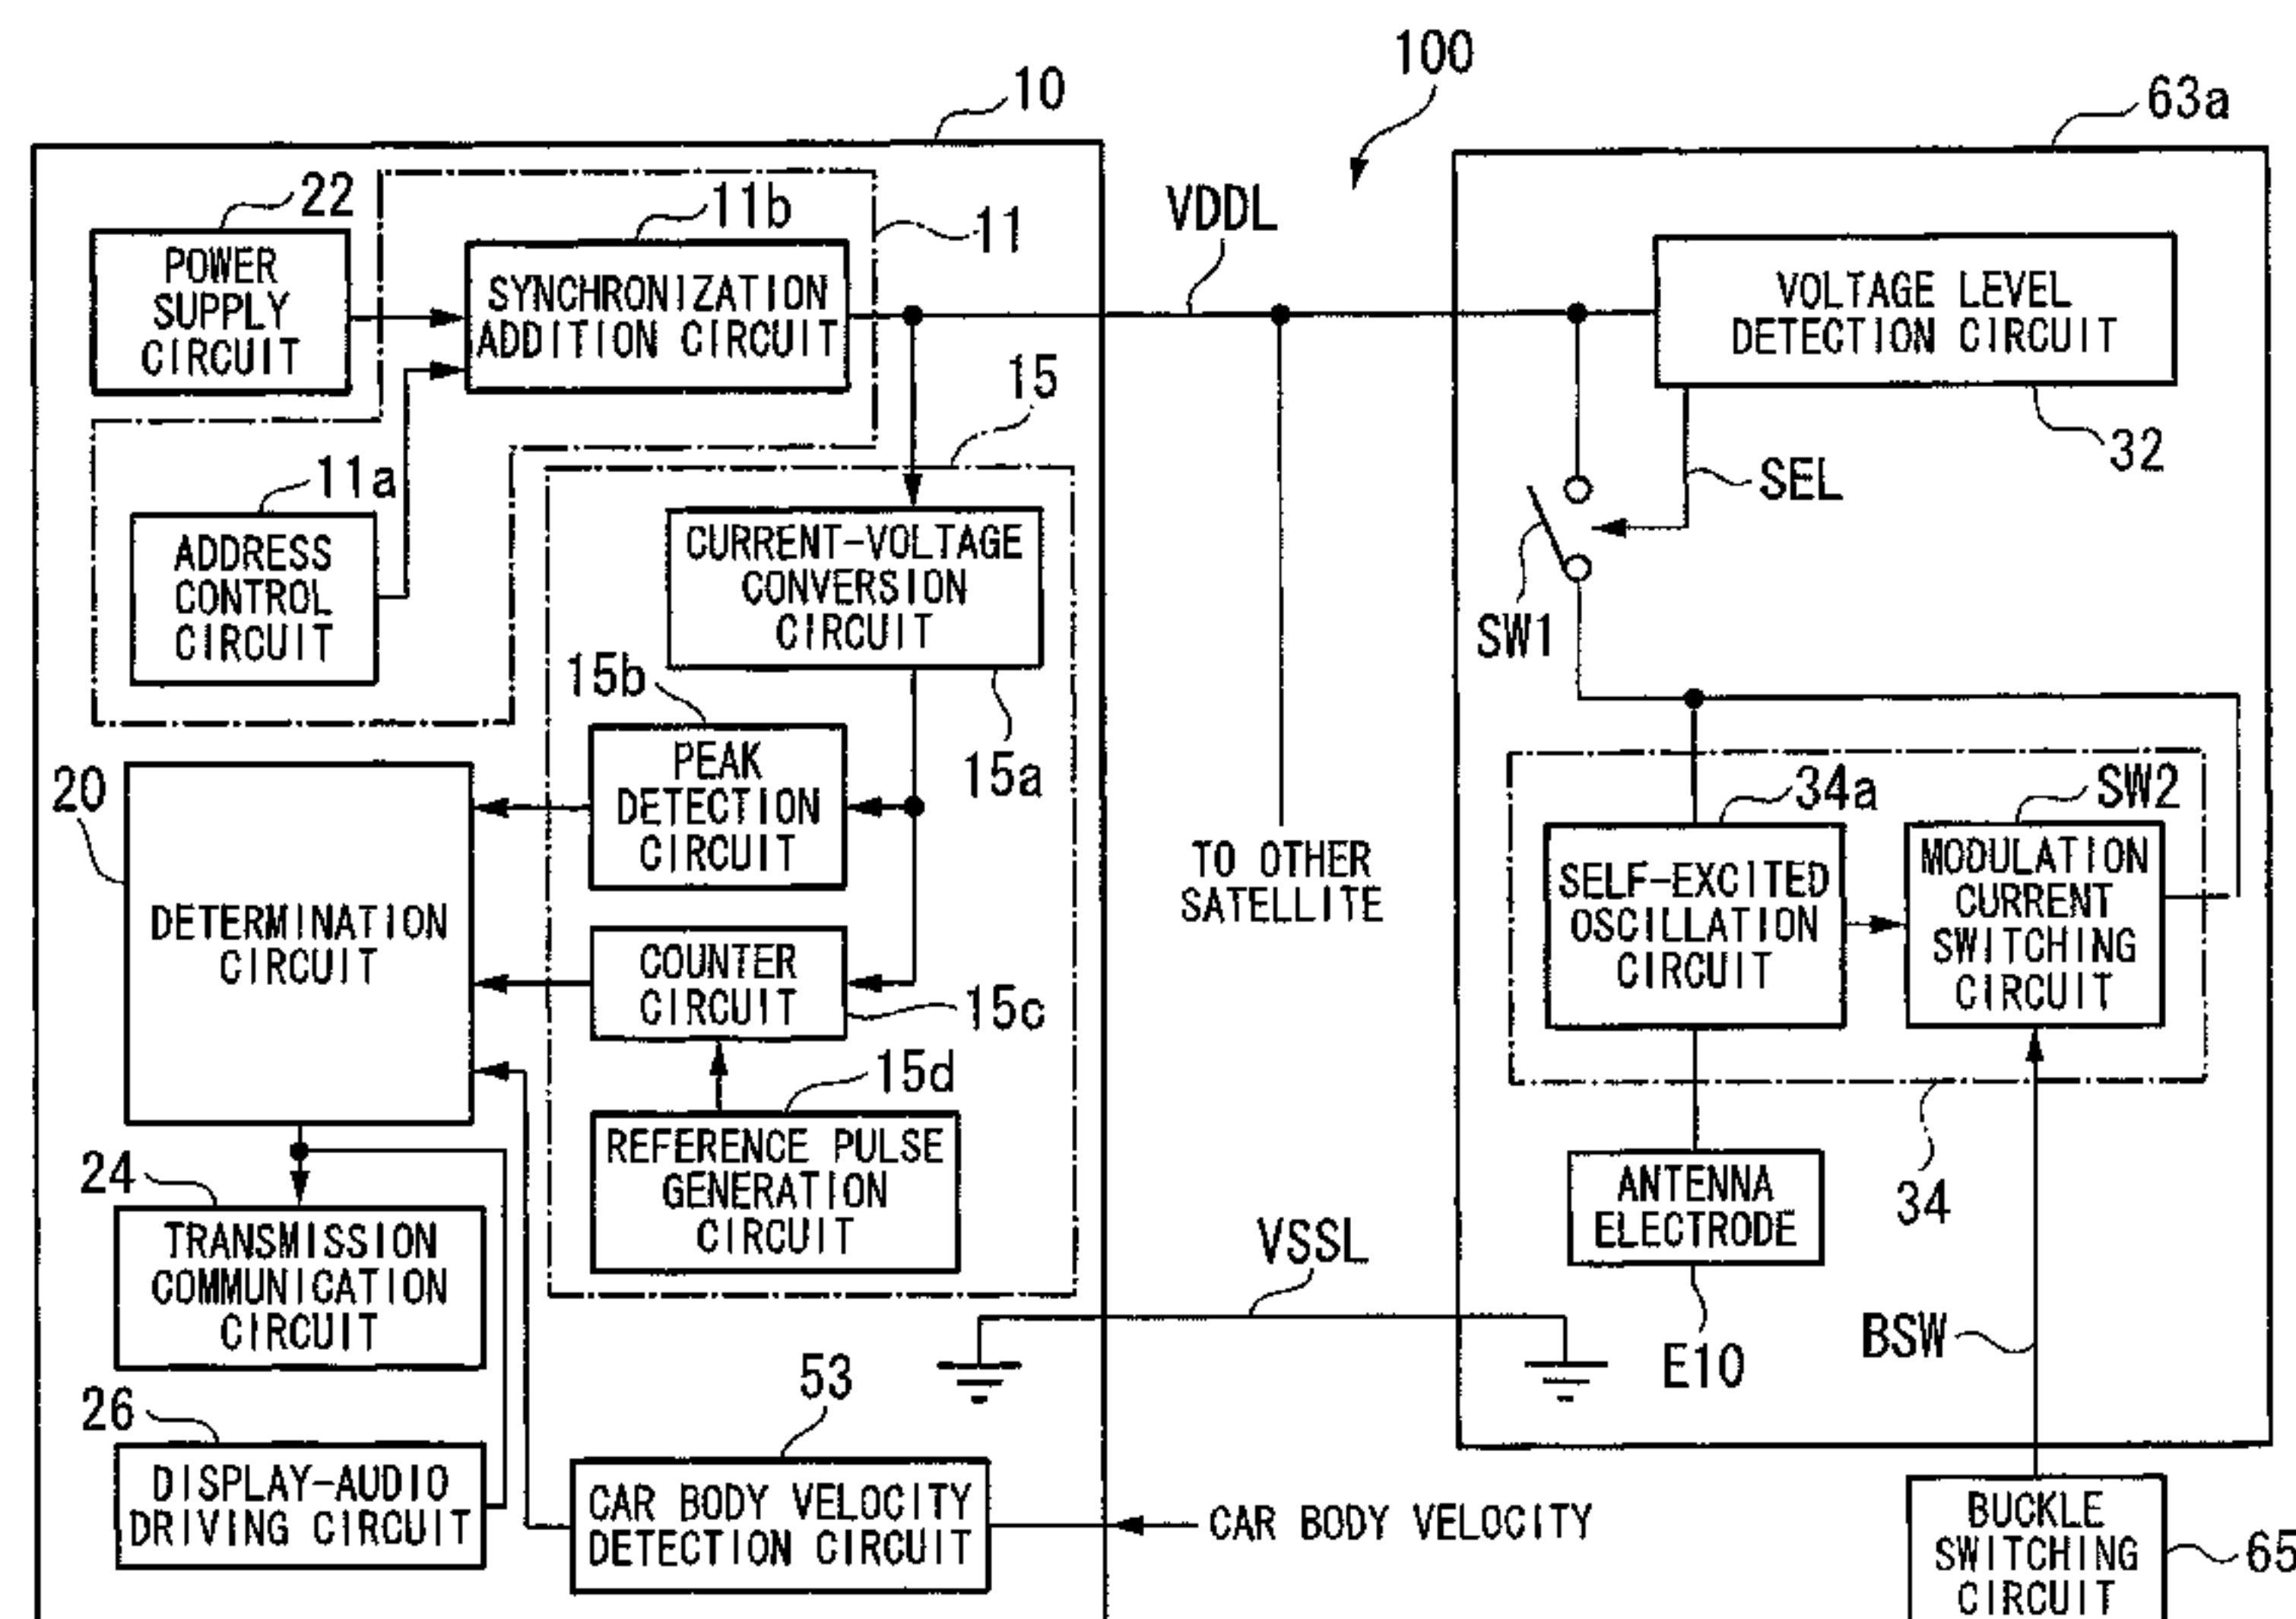 100
10
63a
22
11b
11
VDDL
POWER
SUPPLY
CIRCUIT
SYNCHRONIZATION
ADDITION CIRCUIT
VOLTAGE LEVEL
DETECTION CIRCUIT
32
15
11a
SEL
ADDRESS
CONTROL
CIRCUIT
CURRENT-VOLTAGE
CONVERSION
CIRCUIT
SW1
15b
15a
20
PEAK
DETECTION
CIRCUIT
34a
SW2
TO OTHER
SATELLITE
SELF-EXCITED
OSCILLATION
CIRCUIT
MODULATION
CURRENT
SWITCHING
CIRCUIT
DETERMINATION
CIRCUIT
COUNTER
CIRCUIT
15c
15d
REFERENCE PULSE
GENERATION
CIRCUIT
24
TRANSMISSION
COMMUNICATION
CIRCUIT
ANTENNA
ELECTRODE
34
VSSL
E10
BSW
53
26
DISPLAY-AUDIO
DRIVING CIRCUIT
CAR BODY VELOCITY
DETECTION CIRCUIT
CAR BODY VELOCITY
BUCKLE
SWITCHING
CIRCUIT
65